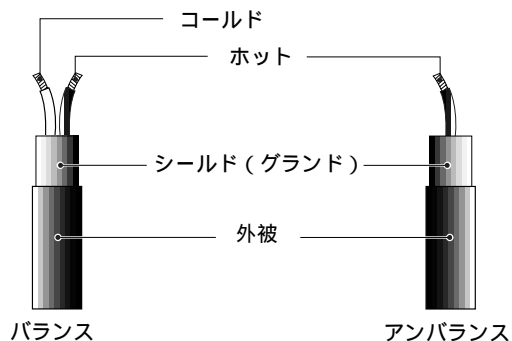 コールド
ホット
シールド(グランド)
外被
バランス
アンバランス